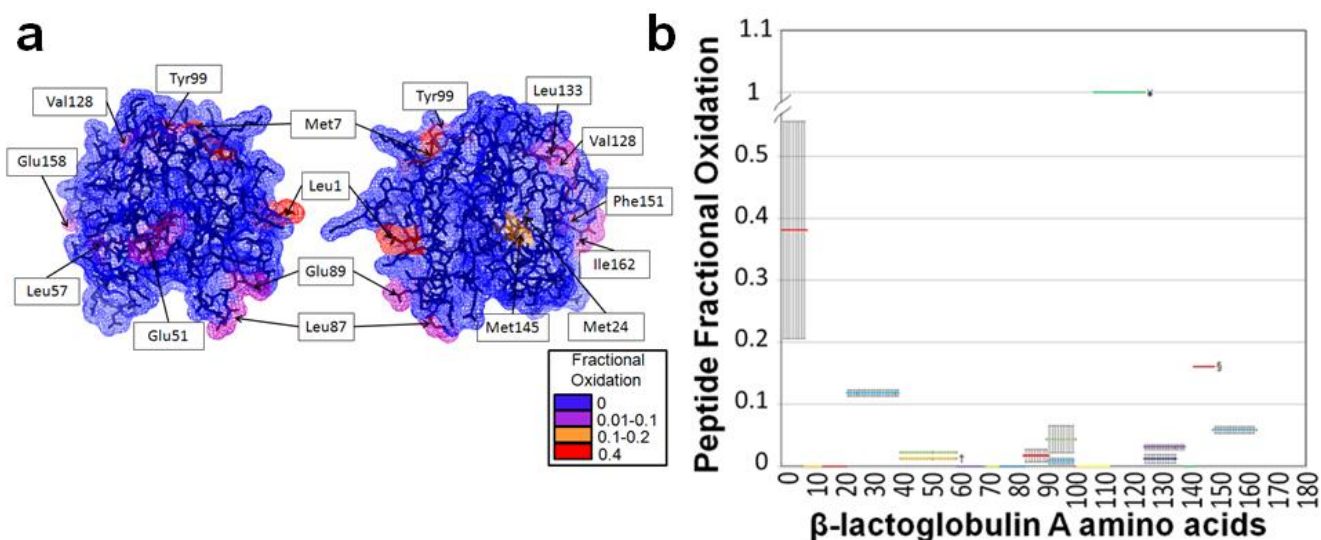 a
Tyr99
Val128
Glu158
Leu57
Glu51
Met7
Leu1
Glu89
Leu87
Tyr99
Leu133
Val128
Phe151
Ile162
Met145
Met24
Fractional
Oxidation
0
0.01-0.1
0.1-0.2
0.4
b
Peptide Fractional Oxidation
1.1
1
0.5
0.4
0.3
0.2
0.1
0
†
§
0 10 20 30 40 50 60 70 80 90 100 110 120 130 140 150 160 170 180
β-lactoglobulin A amino acids